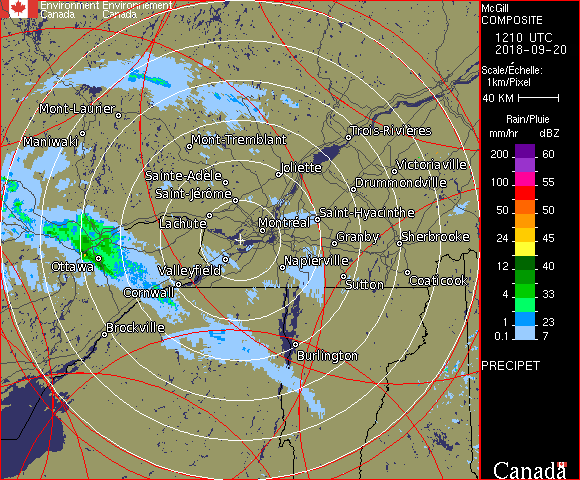 Environment Environnement
Canada Canada
McGill
COMPOSITE
1210 UTC
2018-09-20
Scale/Échelle:
1km/Pixel
40 KM
Rain/Pluie
mm/hr dBZ
200 60
150 57
100 55
50 50
24 45
12 40
4 33
1 23
0.1 7
PRECIPET
Canada
Mont-Laurier
Maniwaki
Mont-Tremblant
Trois-Rivières
Joliette
Victoriaville
Sainte-Adèle
Drummondville
Saint-Jérôme
Saint-Hyacinthe
Lachute
Montréal
Granby
Sherbrooke
Ottawa
Valleyfield
Napierville
Sutton
Coaticook
Cornwall
Brockville
Burlington